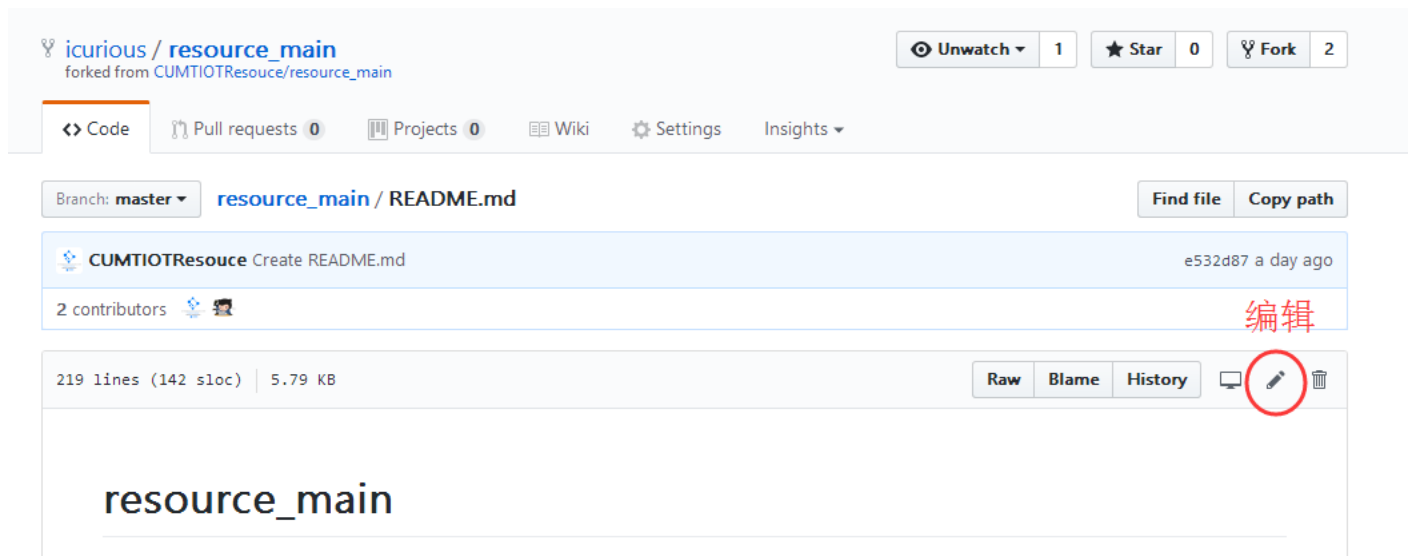 icurious / resource_main
Unwatch 1 Star 0 Fork 2
forked from CUMTIOTResouce/resource_main
Code Pull requests 0 Projects 0 Wiki Settings Insights
Branch: master resource_main / README.md Find file Copy path
CUMTIOTResouce Create README.md e532d87 a day ago
2 contributors
编辑
219 lines (142 sloc) 5.79 KB Raw Blame History
resource_main